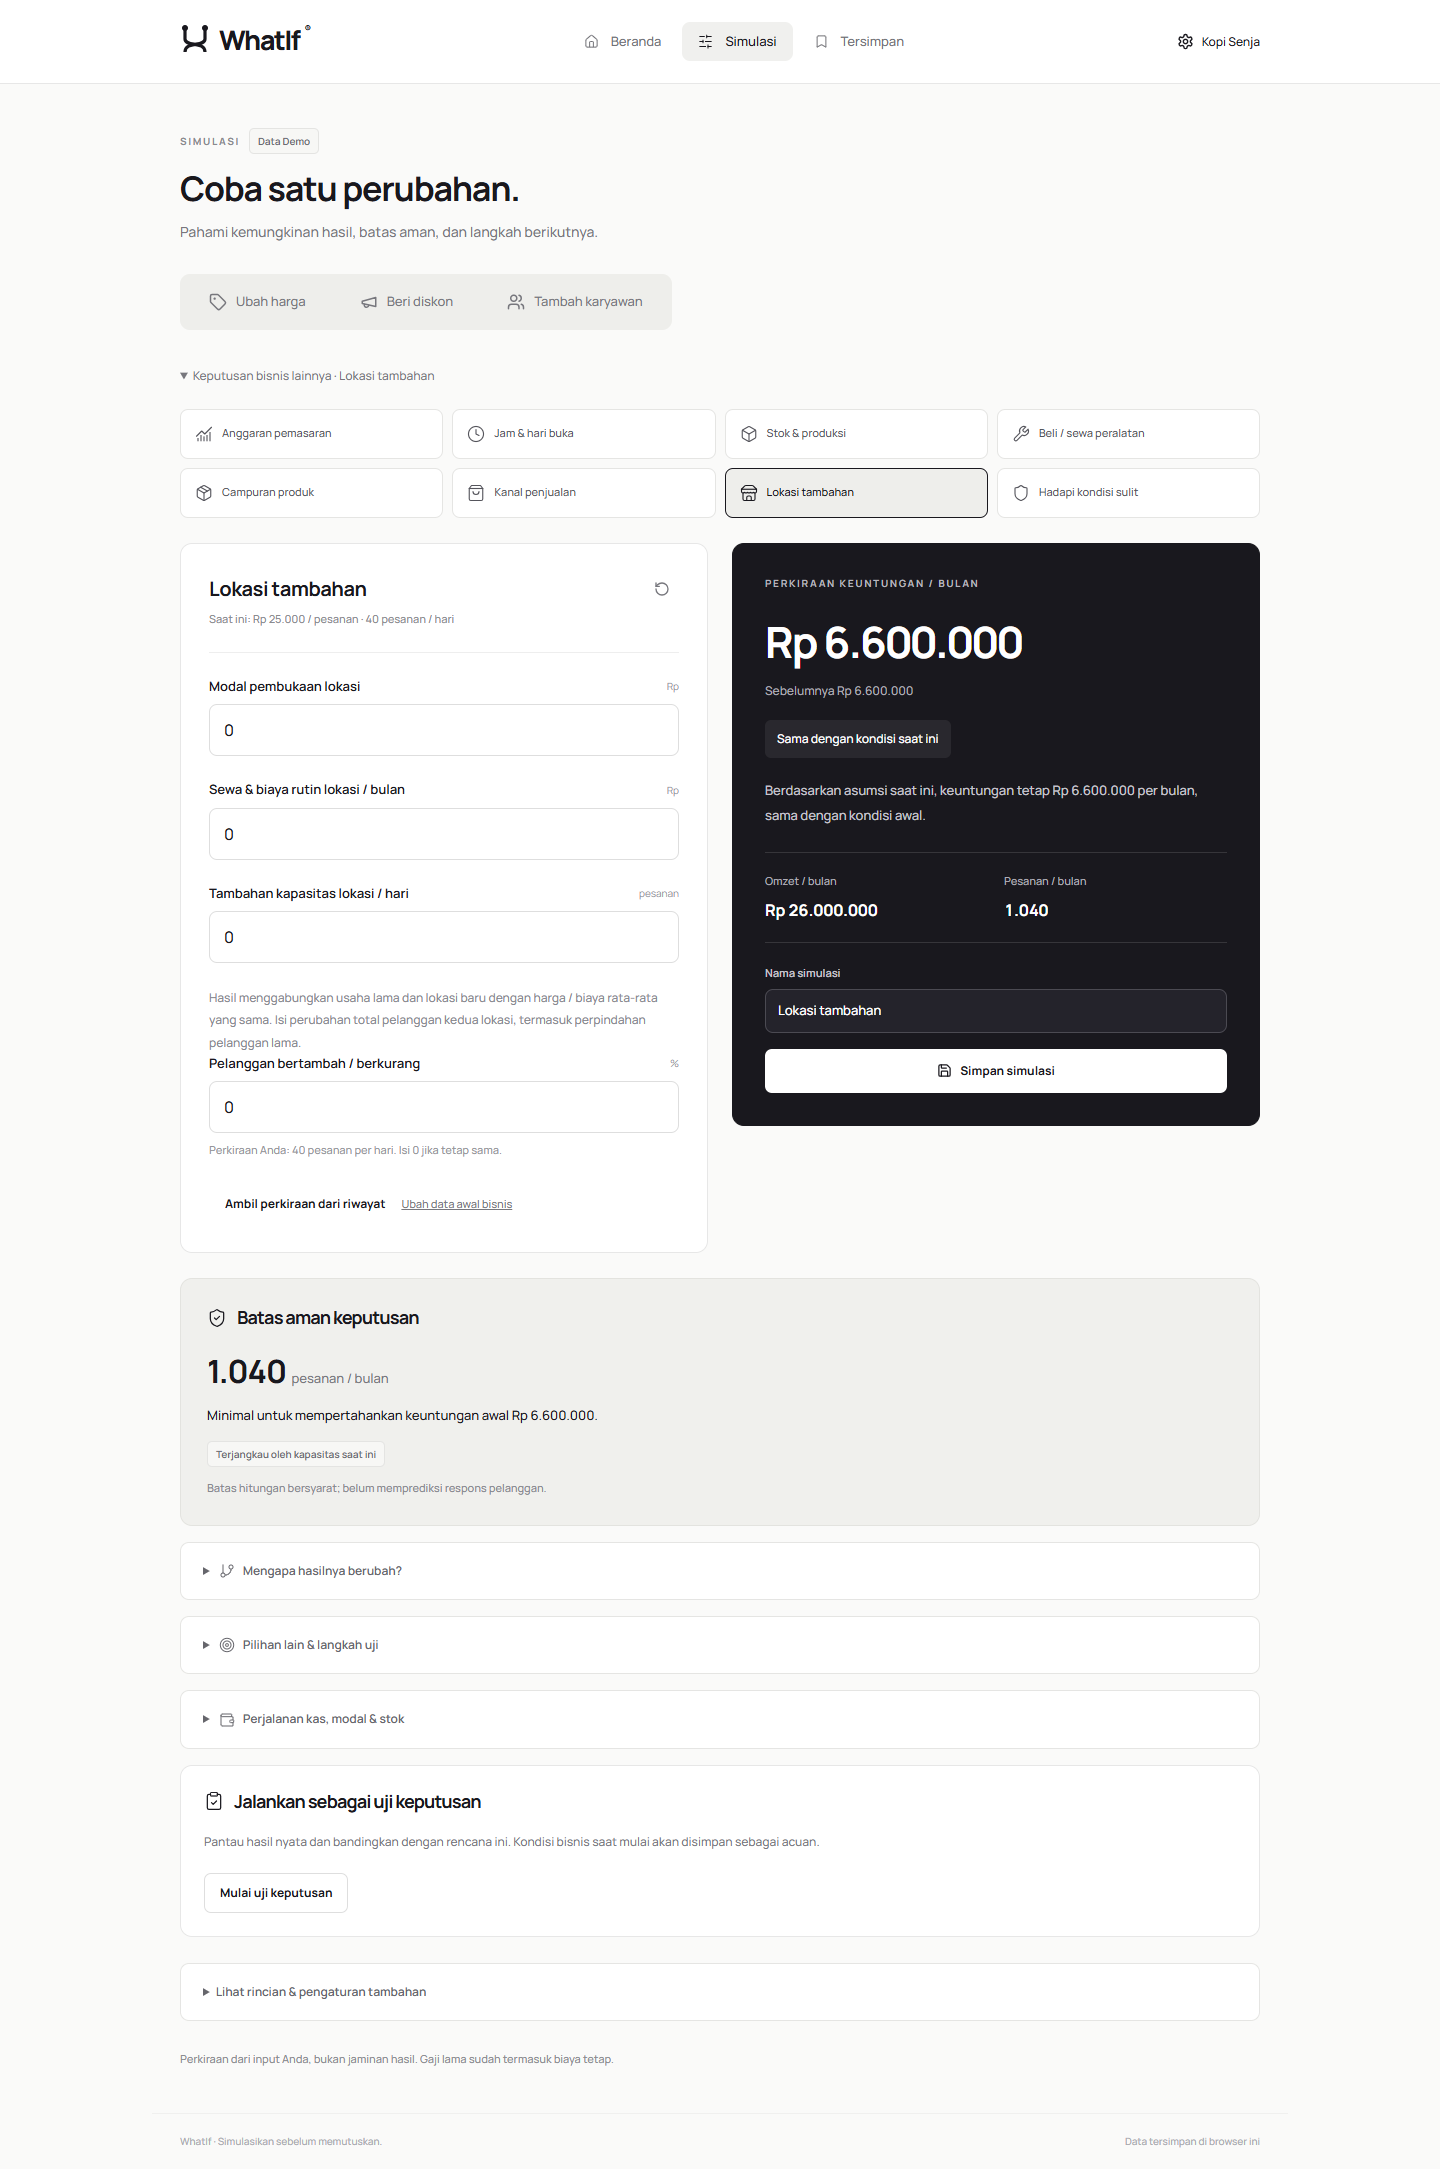 WhatIf
Beranda
Simulasi
Tersimpan
Kopi Senja
SIMULASI
Data Demo
Coba satu perubahan.
Pahami kemungkinan hasil, batas aman, dan langkah berikutnya.
Ubah harga
Beri diskon
Tambah karyawan
▼ Keputusan bisnis lainnya · Lokasi tambahan
Anggaran pemasaran
Jam & hari buka
Stok & produksi
Beli / sewa peralatan
Campuran produk
Kanal penjualan
Lokasi tambahan
Hadapi kondisi sulit
Lokasi tambahan
Saat ini: Rp 25.000 / pesanan · 40 pesanan / hari
Modal pembukaan lokasi
Rp
0
Sewa & biaya rutin lokasi / bulan
Rp
0
Tambahan kapasitas lokasi / hari
pesanan
0
Hasil menggabungkan usaha lama dan lokasi baru dengan harga / biaya rata-rata
yang sama. Isi perubahan total pelanggan kedua lokasi, termasuk perpindahan
pelanggan lama.
Pelanggan bertambah / berkurang
%
0
Perkiraan Anda: 40 pesanan per hari. Isi 0 jika tetap sama.
Ambil perkiraan dari riwayat
Ubah data awal bisnis
PERKIRAAN KEUNTUNGAN / BULAN
Rp 6.600.000
Sebelumnya Rp 6.600.000
Sama dengan kondisi saat ini
Berdasarkan asumsi saat ini, keuntungan tetap Rp 6.600.000 per bulan,
sama dengan kondisi awal.
Omzet / bulan
Rp 26.000.000
Pesanan / bulan
1.040
Nama simulasi
Lokasi tambahan
Simpan simulasi
Batas aman keputusan
1.040 pesanan / bulan
Minimal untuk mempertahankan keuntungan awal Rp 6.600.000.
Terjangkau oleh kapasitas saat ini
Batas hitungan bersyarat; belum memprediksi respons pelanggan.
Mengapa hasilnya berubah?
Pilihan lain & langkah uji
Perjalanan kas, modal & stok
Jalankan sebagai uji keputusan
Pantau hasil nyata dan bandingkan dengan rencana ini. Kondisi bisnis saat mulai akan disimpan sebagai acuan.
Mulai uji keputusan
Lihat rincian & pengaturan tambahan
Perkiraan dari input Anda, bukan jaminan hasil. Gaji lama sudah termasuk biaya tetap.
WhatIf · Simulasikan sebelum memutuskan.
Data tersimpan di browser ini